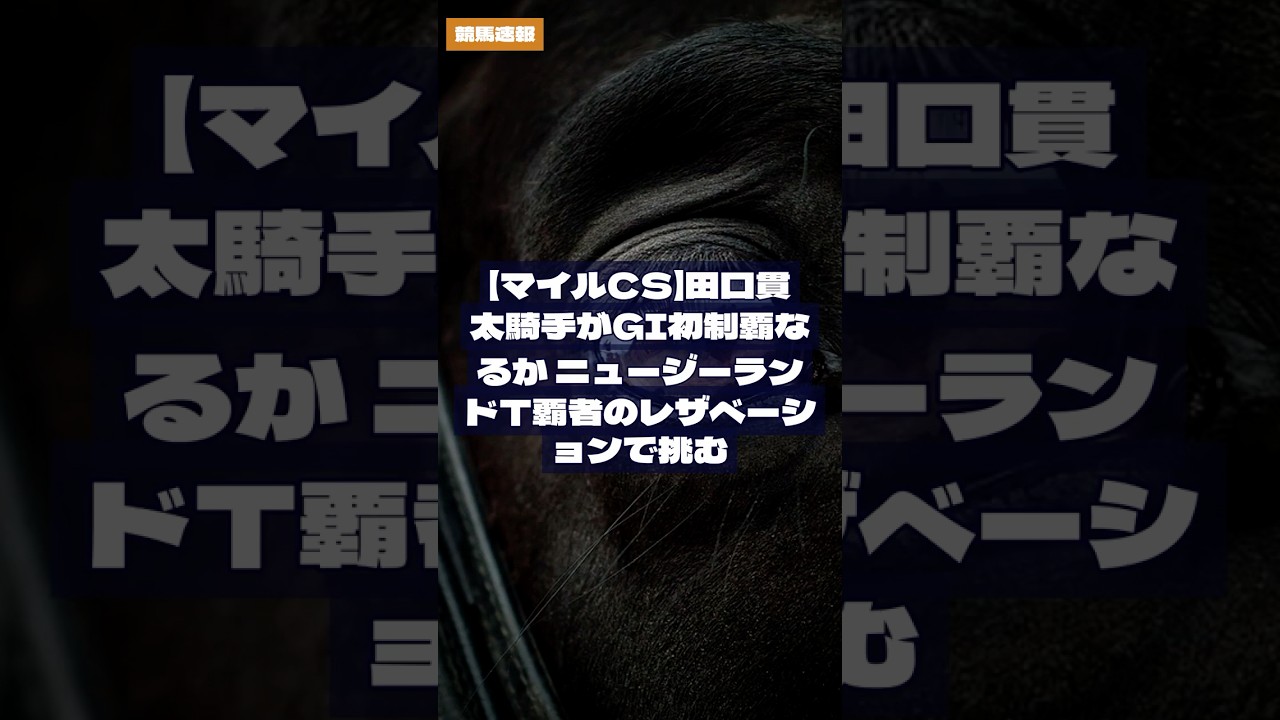 競馬速報
【マイルCS】田口貫
太騎手がGI初制覇な
るか ニュージーラン
ドT覇者のレザベーシ
ョンで挑む